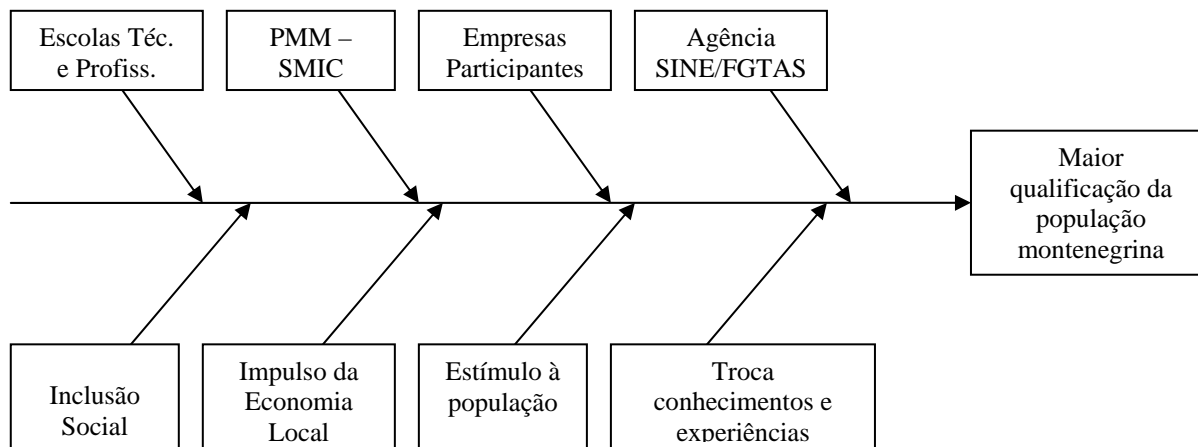 Escolas Téc.
e Profiss.
PMM –
SMIC
Empresas
Participantes
Agência
SINE/FGTAS
Maior
qualificação da
população
montenegrina
Inclusão
Social
Impulso da
Economia
Local
Estímulo à
população
Troca
conhecimentos e
experiências